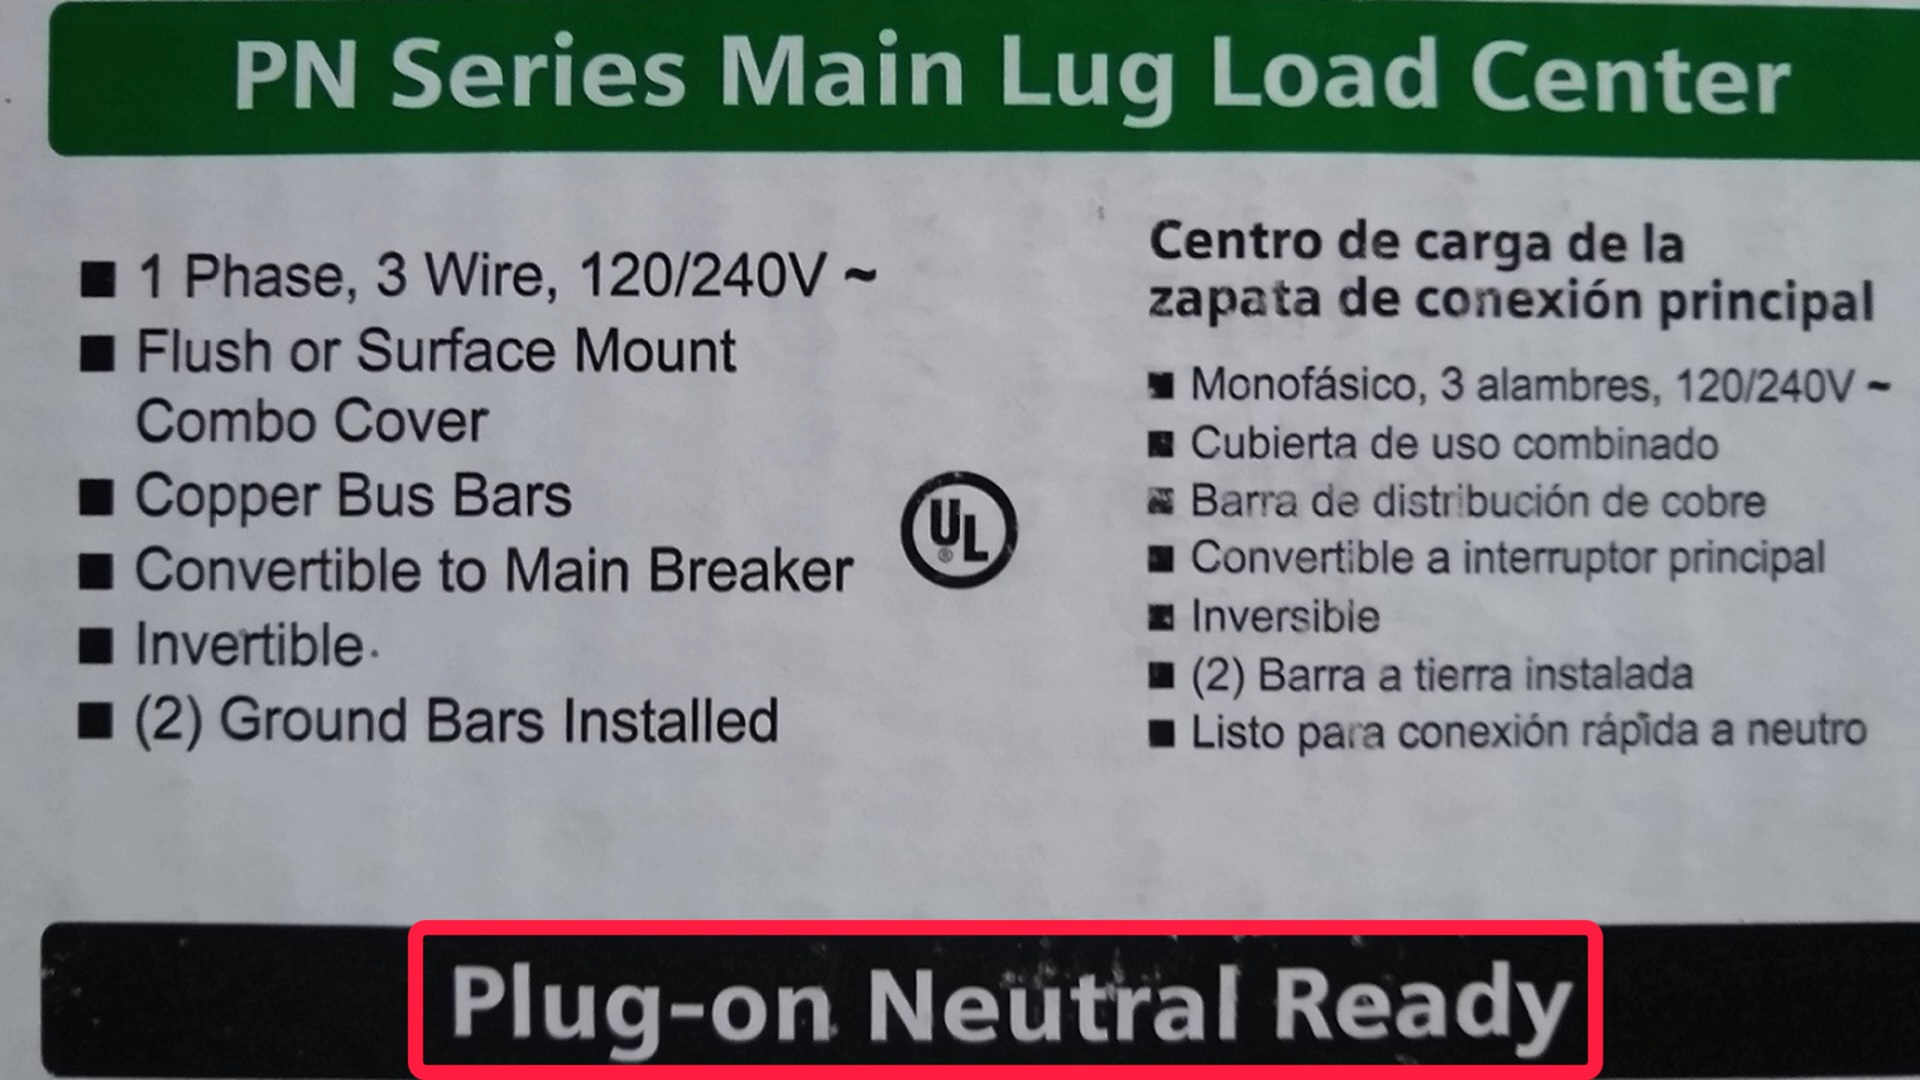 PN Series Main Lug Load Center
■ 1 Phase, 3 Wire, 120/240V ~
■ Flush or Surface Mount
Combo Cover
■ Copper Bus Bars
■ Convertible to Main Breaker
■ Invertible
■ (2) Ground Bars Installed
UL ®
Centro de carga de la
zapata de conexión principal
■ Monofásico, 3 alambres, 120/240V ~
■ Cubierta de uso combinado
■ Barra de distribución de cobre
■ Convertible a interruptor principal
■ Inversible
■ (2) Barra a tierra instalada
■ Listo para conexión rápida a neutro
Plug-on Neutral Ready